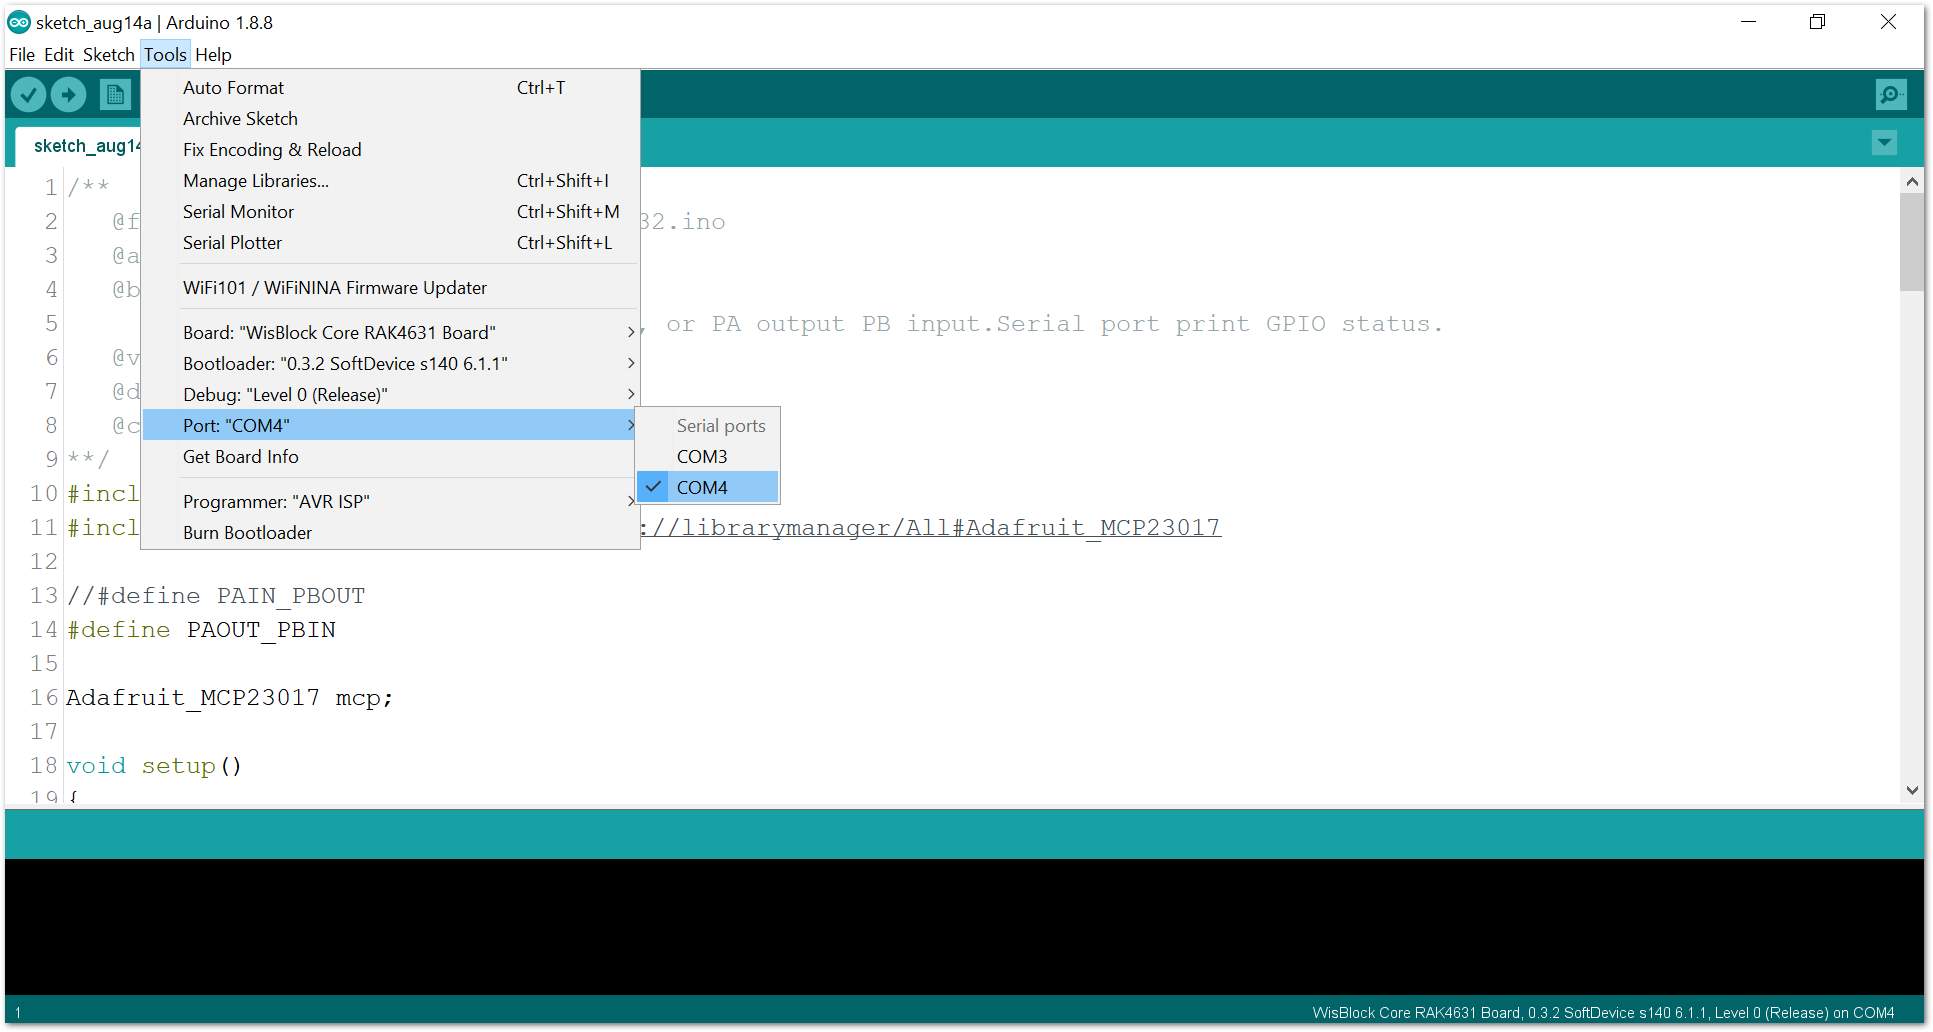 sketch_aug14a | Arduino 1.8.8
File Edit Sketch Tools Help
Auto Format Ctrl+T
Archive Sketch
Fix Encoding & Reload
Manage Libraries... Ctrl+Shift+I
Serial Monitor Ctrl+Shift+M
Serial Plotter Ctrl+Shift+L
WiFi101 / WiFiNINA Firmware Updater
Board: "WisBlock Core RAK4631 Board"
Bootloader: "0.3.2 SoftDevice s140 6.1.1"
Debug: "Level 0 (Release)"
Port: "COM4"
Get Board Info
Programmer: "AVR ISP"
Burn Bootloader
Serial ports
COM3
COM4
sketch_aug14
1 /**
2 @f 32.ino
3 @a
4 @b
5 , or PA output PB input.Serial port print GPIO status.
6 @v
7 @d
8 @c
9 **/
10 #incl
11 #incl ://librarymanager/All#Adafruit_MCP23017
12
13 //#define PAIN_PBOUT
14 #define PAOUT_PBIN
15
16 Adafruit_MCP23017 mcp;
17
18 void setup()
19 {
1
WisBlock Core RAK4631 Board, 0.3.2 SoftDevice s140 6.1.1, Level 0 (Release) on COM4